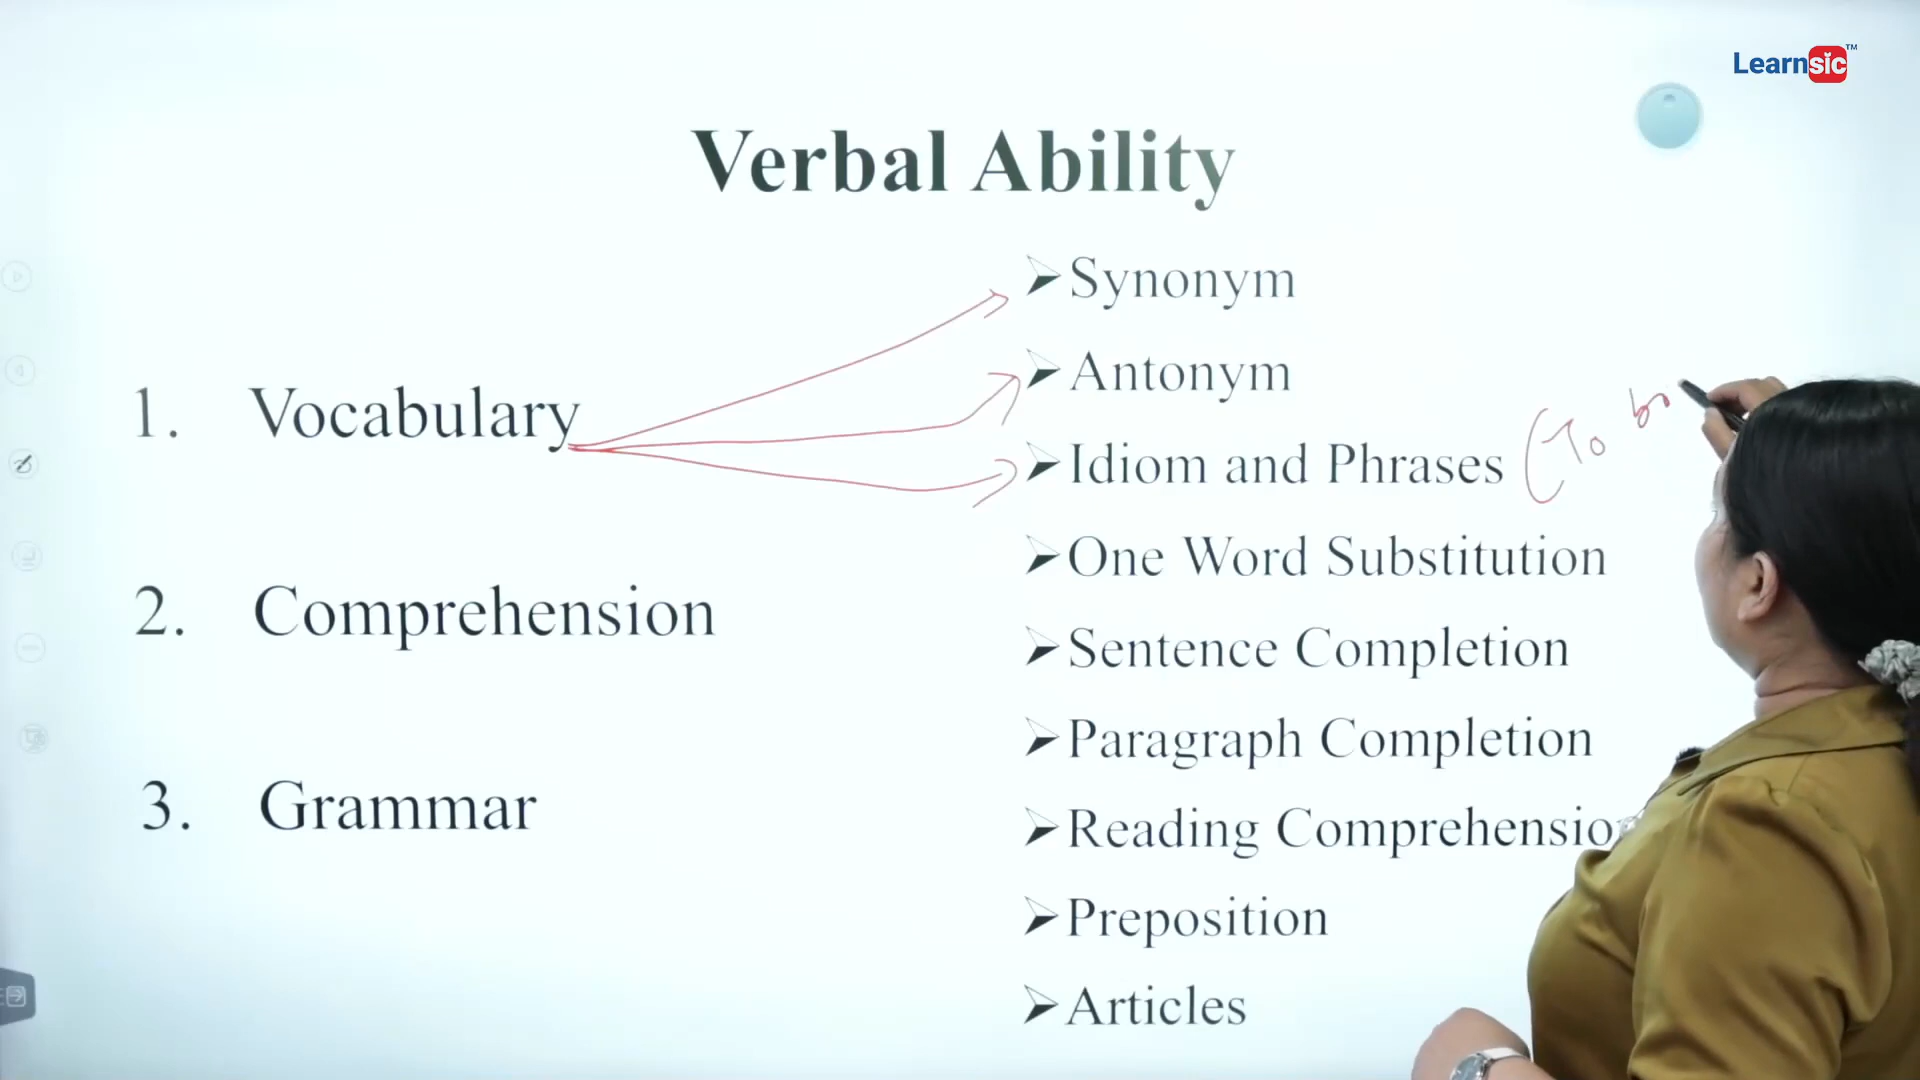 Learnsic™
Verbal Ability
1. Vocabulary
2. Comprehension
3. Grammar
➢Synonym
➢Antonym
➢Idiom and Phrases (To
➢One Word Substitution
➢Sentence Completion
➢Paragraph Completion
➢Reading Comprehensio
➢Preposition
➢Articles